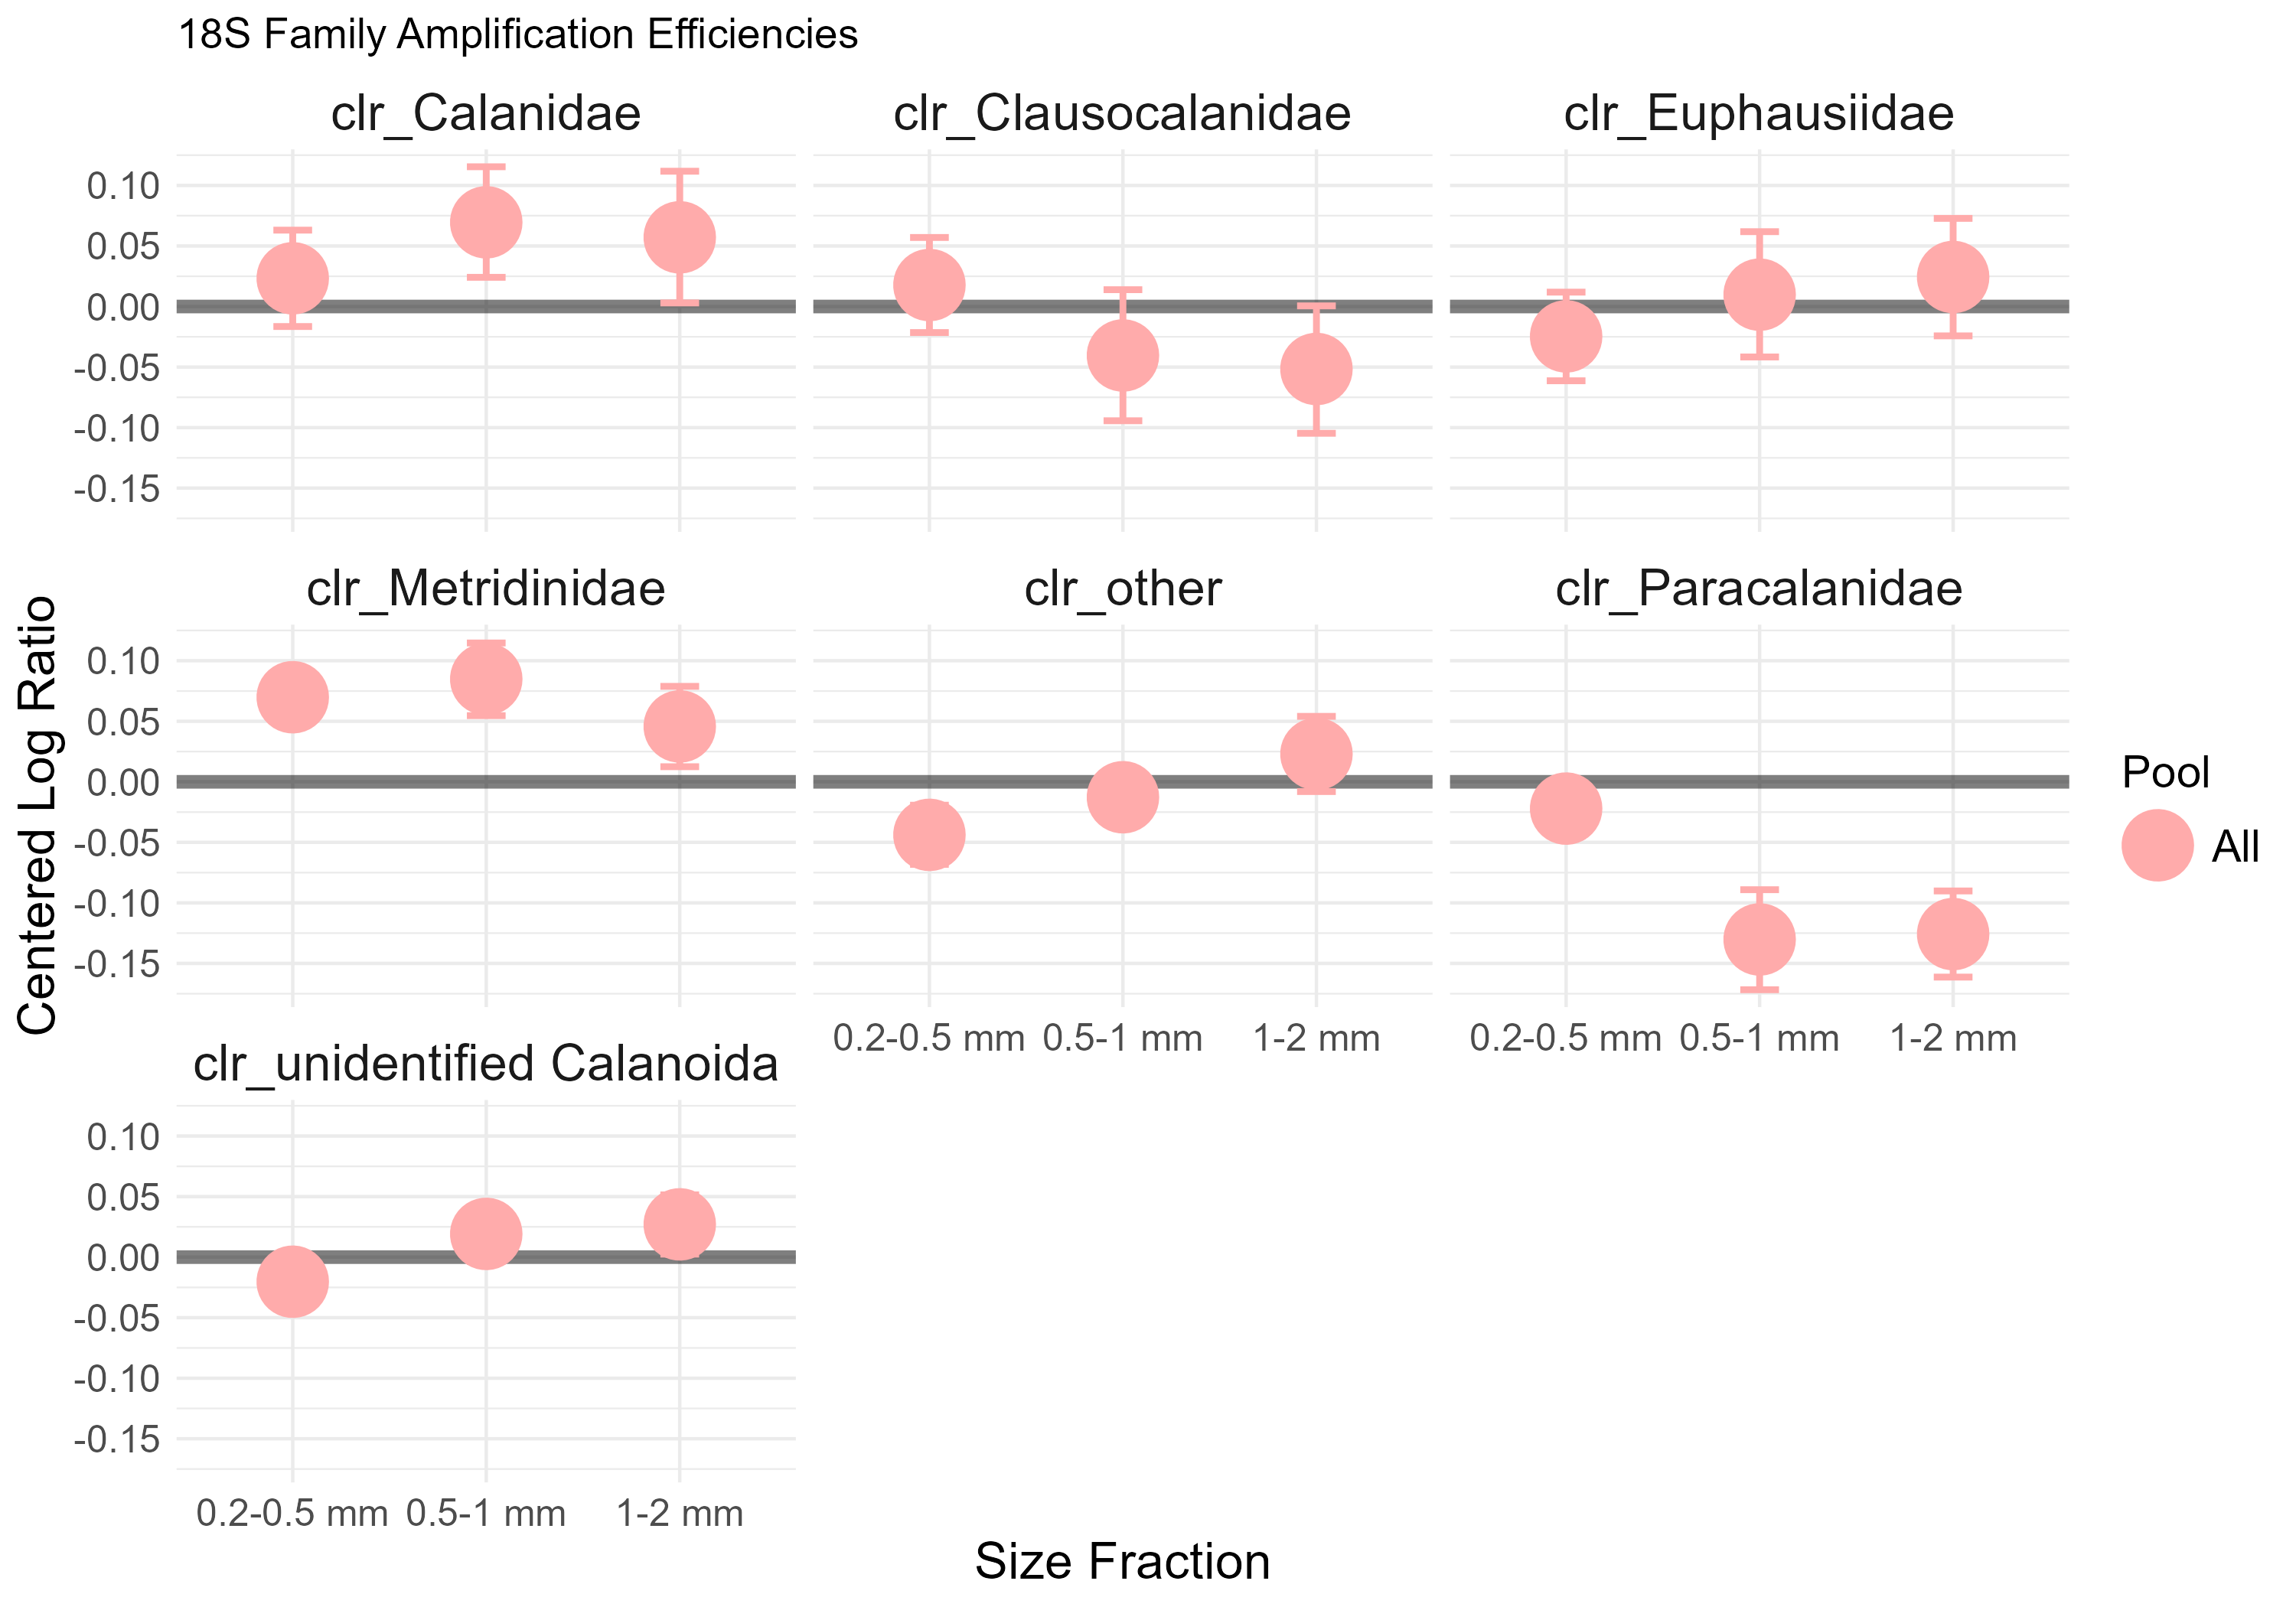 18S Family Amplification Efficiencies
clr_Calanidae
clr_Clausocalanidae
clr_Euphausiidae
0.10
0.05
0.00
-0.05
-0.10
-0.15
clr_Metridinidae
clr_other
clr_Paracalanidae
0.10
0.05
0.00
-0.05
-0.10
-0.15
0.2-0.5 mm 0.5-1 mm 1-2 mm
0.2-0.5 mm 0.5-1 mm 1-2 mm
clr_unidentified Calanoida
0.10
0.05
0.00
-0.05
-0.10
-0.15
0.2-0.5 mm 0.5-1 mm 1-2 mm
Size Fraction
Centered Log Ratio
Pool
All